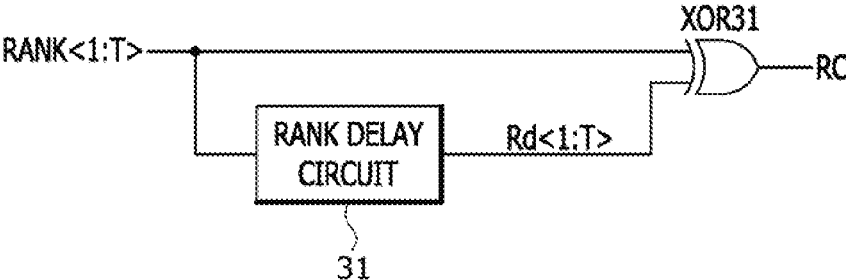 XOR31
RANK<1:T>
RC
RANK DELAY
CIRCUIT
Rd<1:T>
31